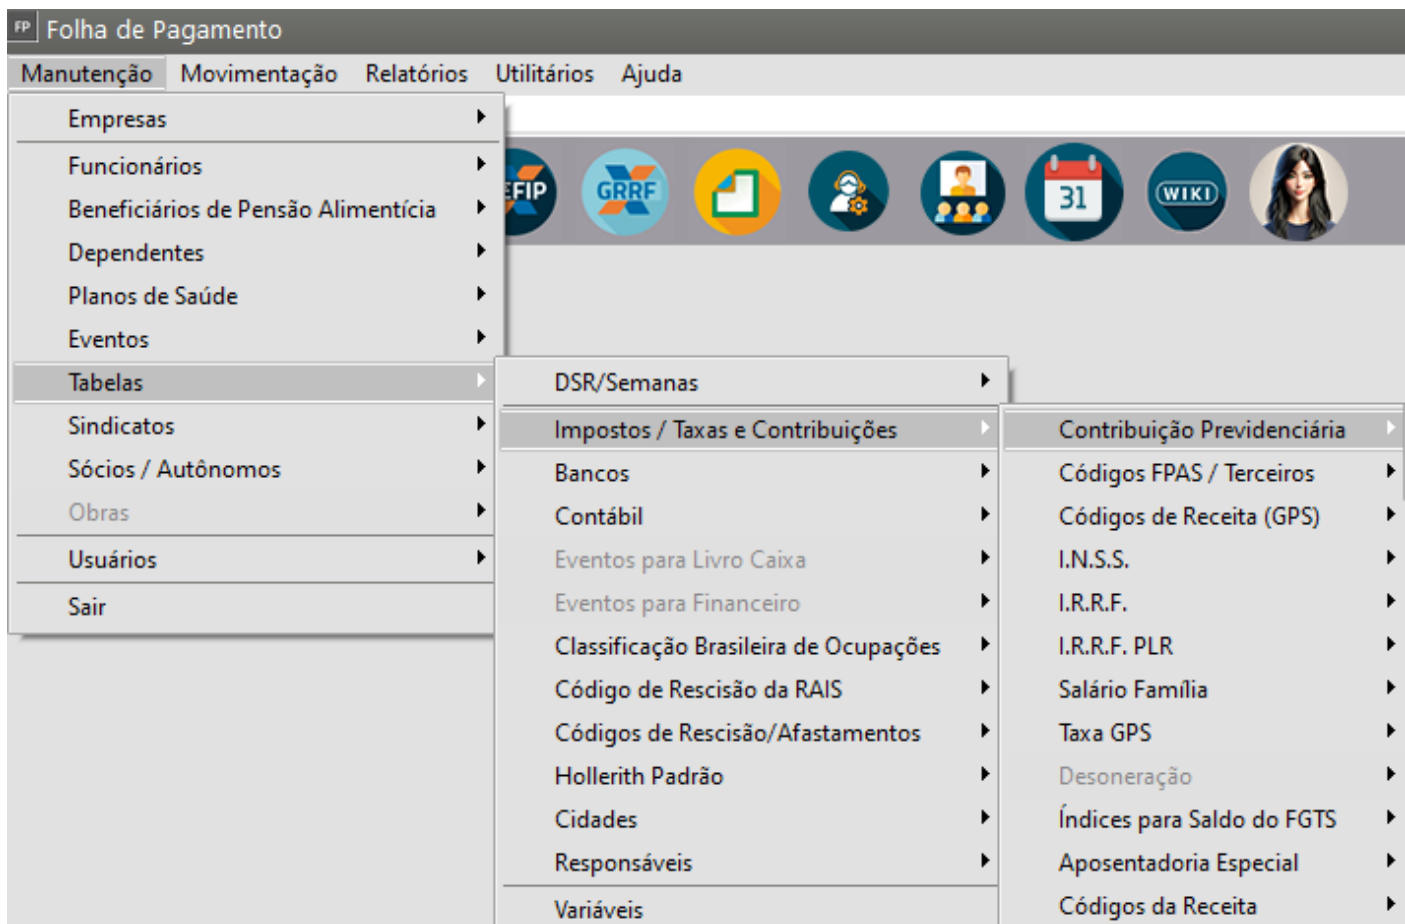 FP Folha de Pagamento
Manutenção Movimentação Relatórios Utilitários Ajuda
Empresas
Funcionários
Beneficiários de Pensão Alimentícia
Dependentes
Planos de Saúde
Eventos
Tabelas
Sindicatos
Sócios / Autônomos
Obras
Usuários
Sair
EFIP
GRRF
31
WIKI
DSR/Semanas
Impostos / Taxas e Contribuições
Bancos
Contábil
Eventos para Livro Caixa
Eventos para Financeiro
Classificação Brasileira de Ocupações
Código de Rescisão da RAIS
Códigos de Rescisão/Afastamentos
Hollerith Padrão
Cidades
Responsáveis
Variáveis
Contribuição Previdenciária
Códigos FPAS / Terceiros
Códigos de Receita (GPS)
I.N.S.S.
I.R.R.F.
I.R.R.F. PLR
Salário Família
Taxa GPS
Desoneração
Índices para Saldo do FGTS
Aposentadoria Especial
Códigos da Receita